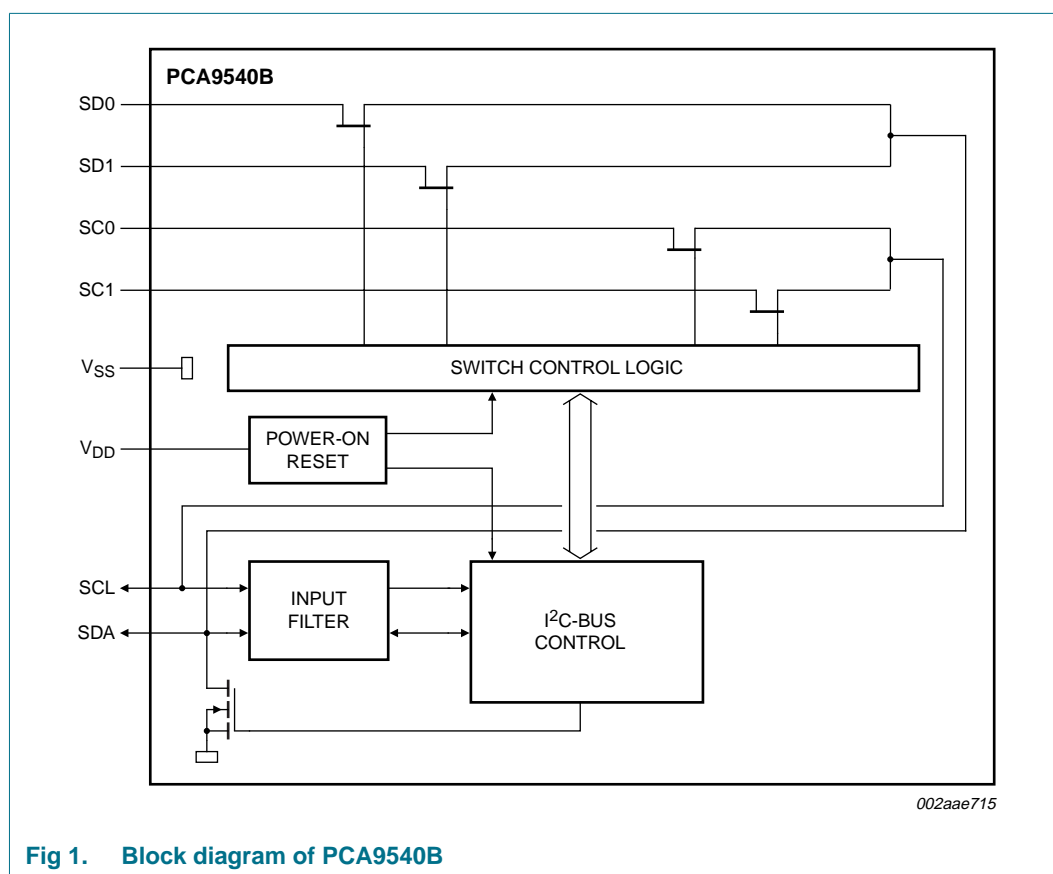 PCA9540B
SD0
SD1
SC0
SC1
VSS
SWITCH CONTROL LOGIC
VDD
POWER-ON
RESET
SCL
SDA
INPUT
FILTER
I2C-BUS
CONTROL
002aae715
Fig 1. Block diagram of PCA9540B